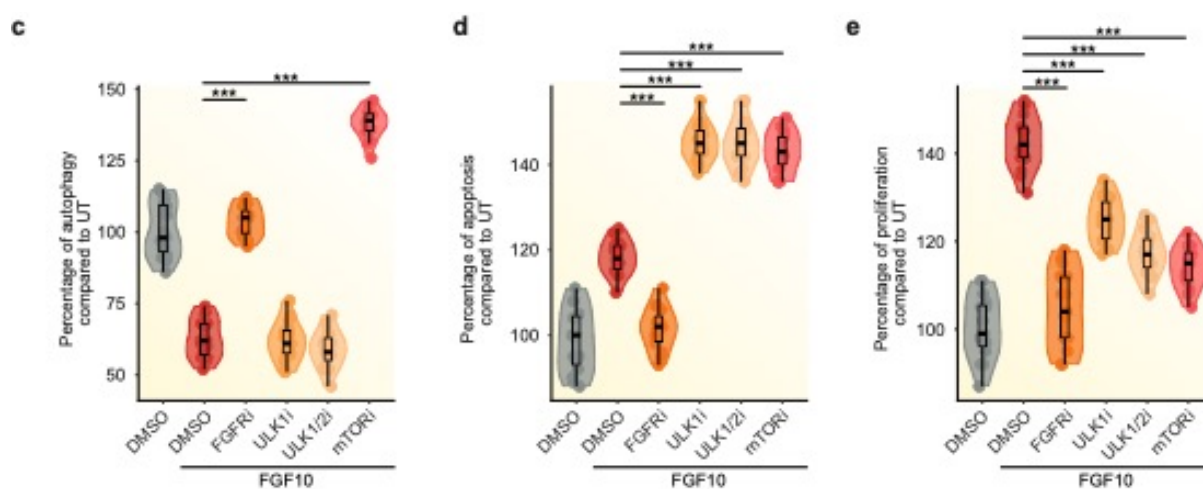 c
Percentage of autophagy
compared to UT
150
125
100
75
50
***
***
DMSO
DMSO
FGFRi
ULK1i
ULK1/2i
mTORi
FGF10
d
Percentage of apoptosis
compared to UT
140
120
100
***
***
***
***
DMSO
DMSO
FGFRi
ULK1i
ULK1/2i
mTORi
FGF10
e
Percentage of proliferation
compared to UT
140
120
100
***
***
***
***
DMSO
DMSO
FGFRi
ULK1i
ULK1/2i
mTORi
FGF10